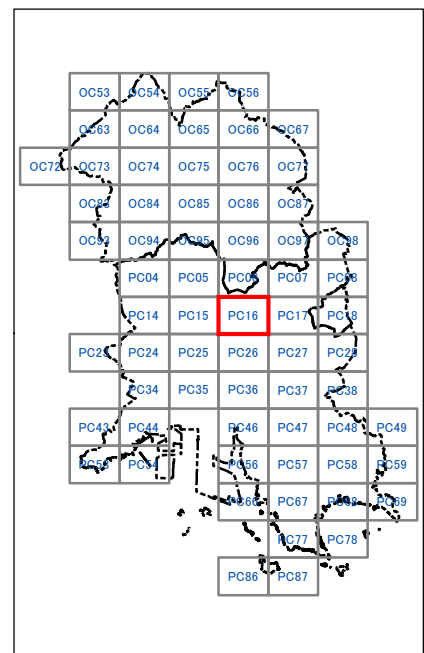 OC53 OC54 OC55 OC56
OC63 OC64 OC65 OC66 OC67
OC72 OC73 OC74 OC75 OC76 OC77
OC83 OC84 OC85 OC86 OC87
OC93 OC94 OC95 OC96 OC97 OC98
PC04 PC05 PC06 PC07 PC08
PC14 PC15 PC16 PC17 PC18
PC23 PC24 PC25 PC26 PC27 PC28
PC34 PC35 PC36 PC37 PC38
PC43 PC44 PC46 PC47 PC48 PC49
PC53 PC54 PC56 PC57 PC58 PC59
PC66 PC67 PC68 PC69
PC77 PC78
PC86 PC87